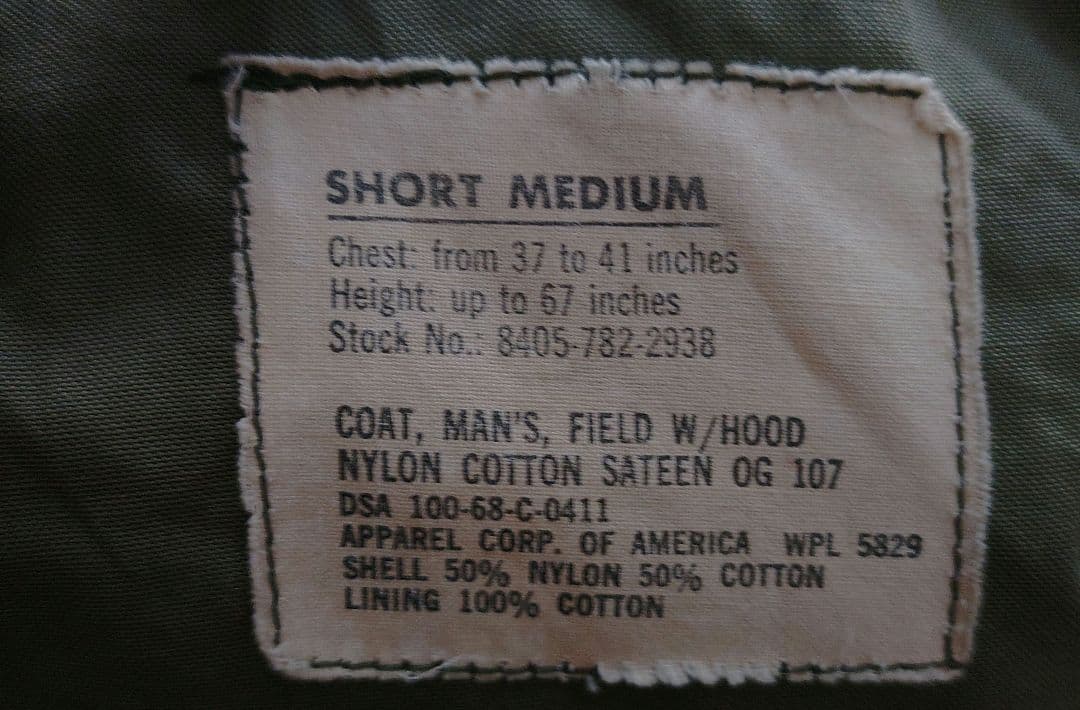 SHORT MEDIUM
Chest: from 37 to 41 inches
Height: up to 67 inches
Stock No.: 8405-782-2938
COAT, MAN'S, FIELD W/HOOD
NYLON COTTON SATEEN OG 107
DSA 100-68-C-0411
APPAREL CORP. OF AMERICA WPL 5829
SHELL 50% NYLON 50% COTTON
LINING 100% COTTON